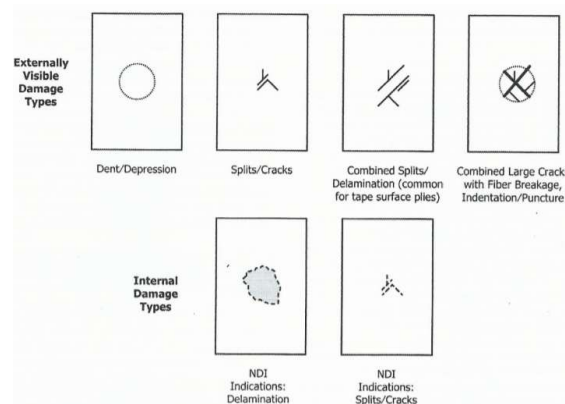 Externally
Visible
Damage
Types
Dent/Depression
Splits/Cracks
Combined Splits/
Delamination (common
for tape surface plies)
Combined Large Crack
with Fiber Breakage,
Indentation/Puncture
Internal
Damage
Types
NDI
Indications:
Delamination
NDI
Indications:
Splits/Cracks